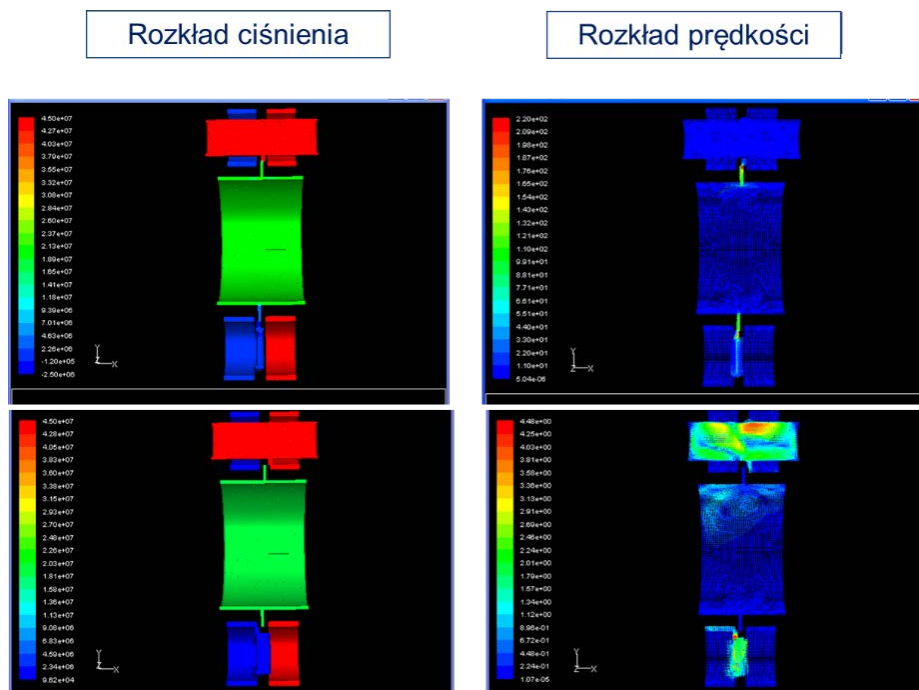 Rozkład ciśnienia
Rozkład prędkości
4.50e+07
4.27e+07
4.03e+07
3.79e+07
3.55e+07
3.32e+07
3.08e+07
2.84e+07
2.60e+07
2.37e+07
2.13e+07
1.89e+07
1.65e+07
1.41e+07
1.18e+07
9.39e+06
7.01e+06
4.63e+06
2.26e+06
-1.20e+05
-2.50e+06
Y
Z
X
2.20e+02
2.09e+02
1.98e+02
1.87e+02
1.76e+02
1.65e+02
1.54e+02
1.43e+02
1.32e+02
1.21e+02
1.10e+02
9.91e+01
8.81e+01
7.71e+01
6.61e+01
5.51e+01
4.40e+01
3.30e+01
2.20e+01
1.10e+01
5.04e-06
Y
Z
X
4.50e+07
4.28e+07
4.05e+07
3.83e+07
3.60e+07
3.38e+07
3.15e+07
2.93e+07
2.70e+07
2.48e+07
2.26e+07
2.03e+07
1.81e+07
1.58e+07
1.36e+07
1.13e+07
9.08e+06
6.83e+06
4.59e+06
2.34e+06
9.62e+04
Y
Z
X
4.48e+00
4.25e+00
4.03e+00
3.81e+00
3.58e+00
3.36e+00
3.13e+00
2.91e+00
2.69e+00
2.46e+00
2.24e+00
2.01e+00
1.79e+00
1.57e+00
1.34e+00
1.12e+00
8.96e-01
6.72e-01
4.48e-01
2.24e-01
1.07e-05
Y
Z
X